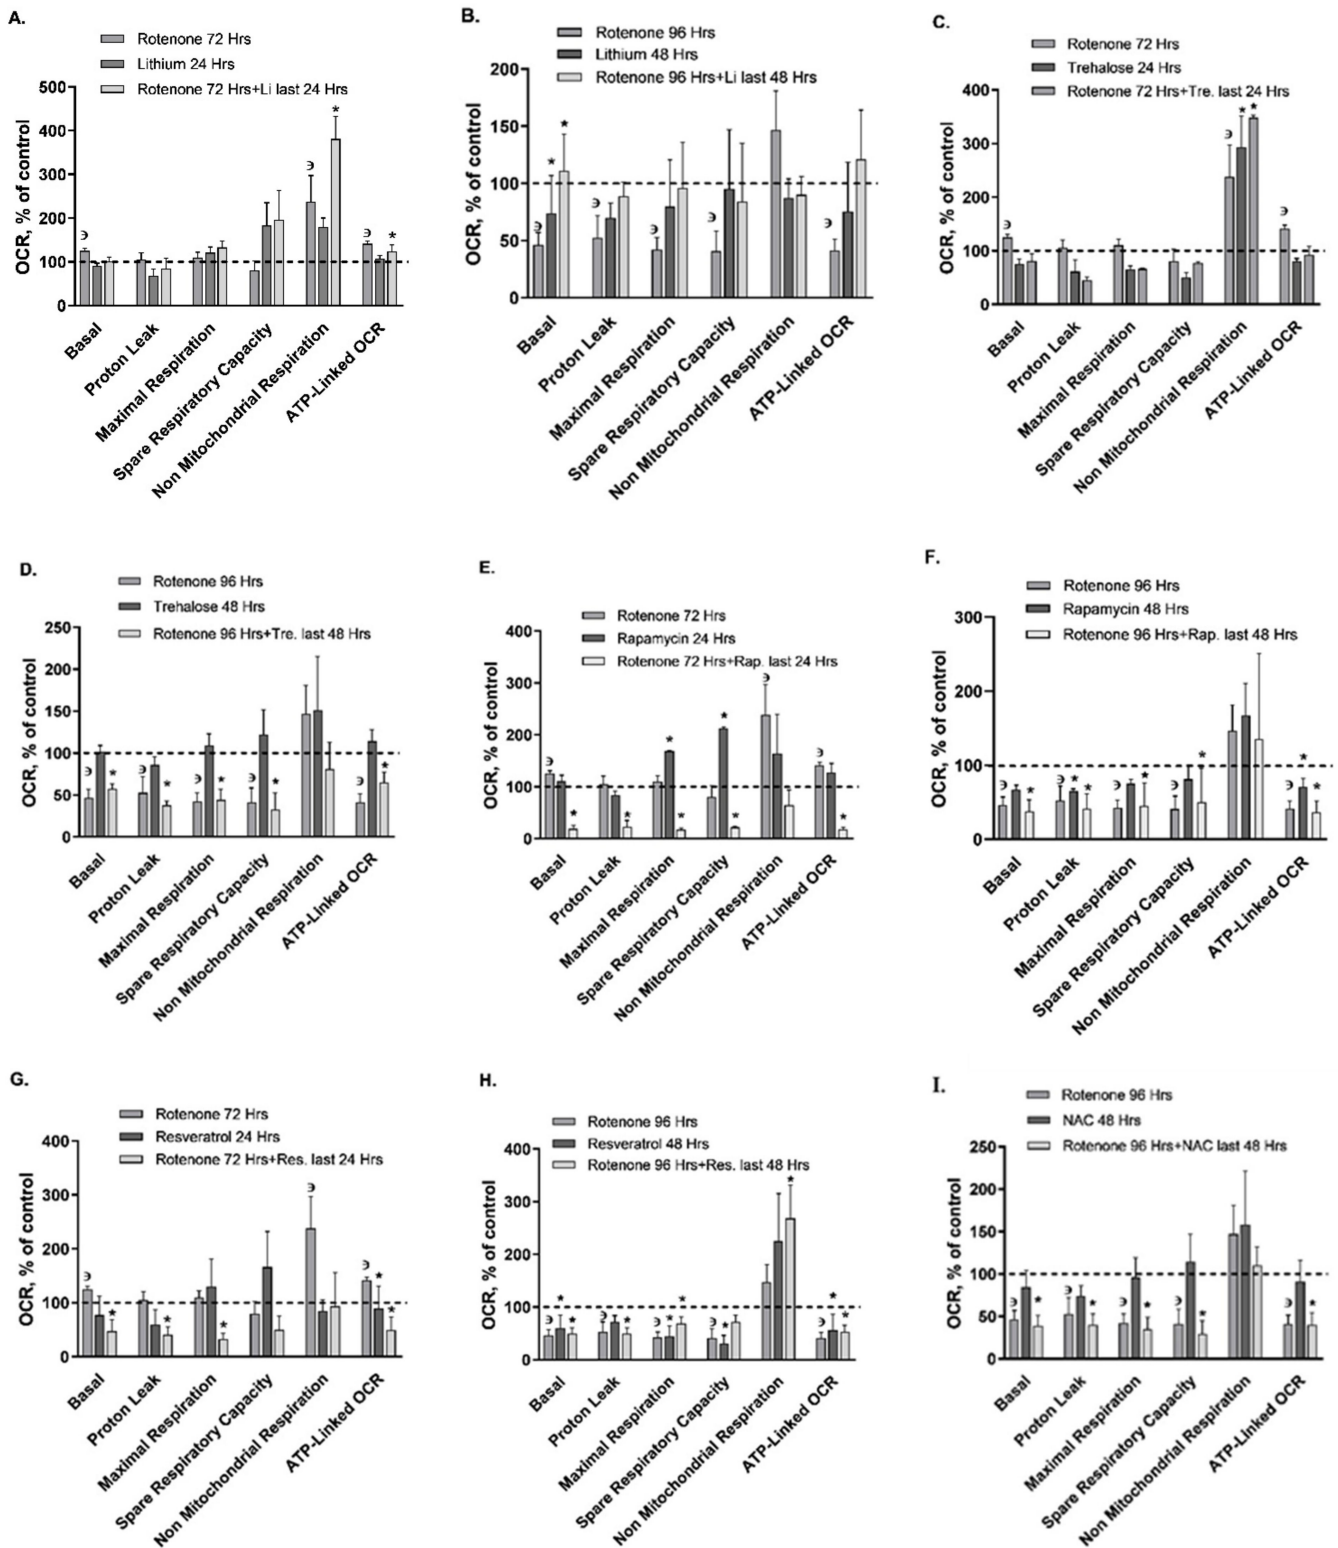 A.
Rotenone 72 Hrs
Lithium 24 Hrs
Rotenone 72 Hrs+Li last 24 Hrs
OCR, % of control
500
400
300
200
100
0
϶
϶
*
϶
*
Basal
Proton Leak
Maximal Respiration
Spare Respiratory Capacity
Non Mitochondrial Respiration
ATP-Linked OCR
B.
Rotenone 96 Hrs
Lithium 48 Hrs
Rotenone 96 Hrs+Li last 48 Hrs
OCR, % of control
200
150
100
50
0
϶
*
*
϶
϶
϶
϶
Basal
Proton Leak
Maximal Respiration
Spare Respiratory Capacity
Non Mitochondrial Respiration
ATP-Linked OCR
C.
Rotenone 72 Hrs
Trehalose 24 Hrs
Rotenone 72 Hrs+Tre. last 24 Hrs
OCR, % of control
400
300
200
100
0
϶
϶
*
*
϶
Basal
Proton Leak
Maximal Respiration
Spare Respiratory Capacity
Non Mitochondrial Respiration
ATP-Linked OCR
D.
Rotenone 96 Hrs
Trehalose 48 Hrs
Rotenone 96 Hrs+Tre. last 48 Hrs
OCR, % of control
250
200
150
100
50
0
϶
*
϶
*
϶
*
϶
*
϶
*
Basal
Proton Leak
Maximal Respiration
Spare Respiratory Capacity
Non Mitochondrial Respiration
ATP-Linked OCR
E.
Rotenone 72 Hrs
Rapamycin 24 Hrs
Rotenone 72 Hrs+Rap. last 24 Hrs
OCR, % of control
400
300
200
100
0
϶
*
*
*
*
*
*
϶
϶
*
Basal
Proton Leak
Maximal Respiration
Spare Respiratory Capacity
Non Mitochondrial Respiration
ATP-Linked OCR
F.
Rotenone 96 Hrs
Rapamycin 48 Hrs
Rotenone 96 Hrs+Rap. last 48 Hrs
OCR, % of control
300
200
100
0
϶
*
϶
*
*
϶
*
϶
*
϶
*
*
Basal
Proton Leak
Maximal Respiration
Spare Respiratory Capacity
Non Mitochondrial Respiration
ATP-Linked OCR
G.
Rotenone 72 Hrs
Resveratrol 24 Hrs
Rotenone 72 Hrs+Res. last 24 Hrs
OCR, % of control
400
300
200
100
0
϶
*
*
*
϶
϶
*
*
Basal
Proton Leak
Maximal Respiration
Spare Respiratory Capacity
Non Mitochondrial Respiration
ATP-Linked OCR
H.
Rotenone 96 Hrs
Resveratrol 48 Hrs
Rotenone 96 Hrs+Res. last 48 Hrs
OCR, % of control
400
300
200
100
0
϶
*
*
϶
*
϶
*
*
϶
*
*
϶
*
*
Basal
Proton Leak
Maximal Respiration
Spare Respiratory Capacity
Non Mitochondrial Respiration
ATP-Linked OCR
I.
Rotenone 96 Hrs
NAC 48 Hrs
Rotenone 96 Hrs+NAC last 48 Hrs
OCR, % of control
250
200
150
100
50
0
϶
*
϶
*
϶
*
϶
*
϶
*
Basal
Proton Leak
Maximal Respiration
Spare Respiratory Capacity
Non Mitochondrial Respiration
ATP-Linked OCR